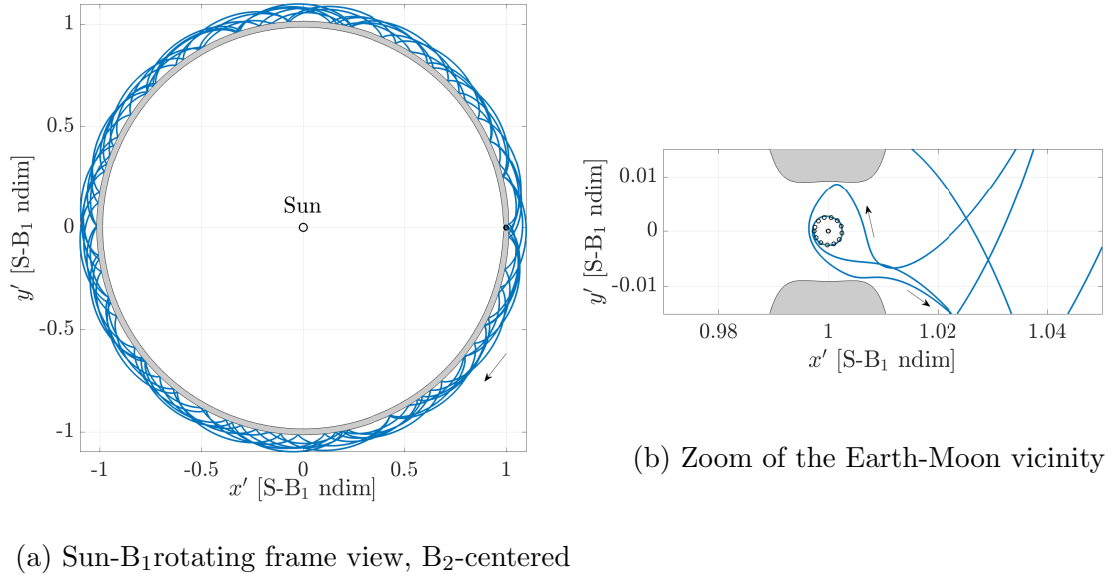 1
0.5
0
-0.5
-1
y′ [S-B₁ ndim]
Sun
-1
-0.5
0
0.5
1
x′ [S-B₁ ndim]
(a) Sun-B₁rotating frame view, B₂-centered
0.01
0
-0.01
y′ [S-B₁ ndim]
0.98
1
1.02
1.04
x′ [S-B₁ ndim]
(b) Zoom of the Earth-Moon vicinity